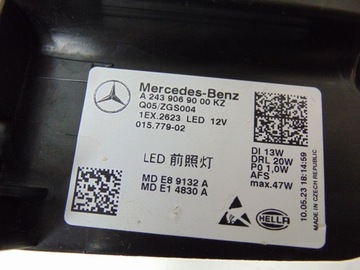 Mercedes-Benz
A 243 906 90 00 KZ
Q05/ZGS004
1EX.2623 LED 12V
015.779-02
LED 前照灯
MD E8 9132 A
MD E1 4830 A
DI 13W
DRL 20W
PO 1,0W
AFS
max.47W
HELLA
10.05.23 18:14:59
MADE IN CZECH REPUBLIC